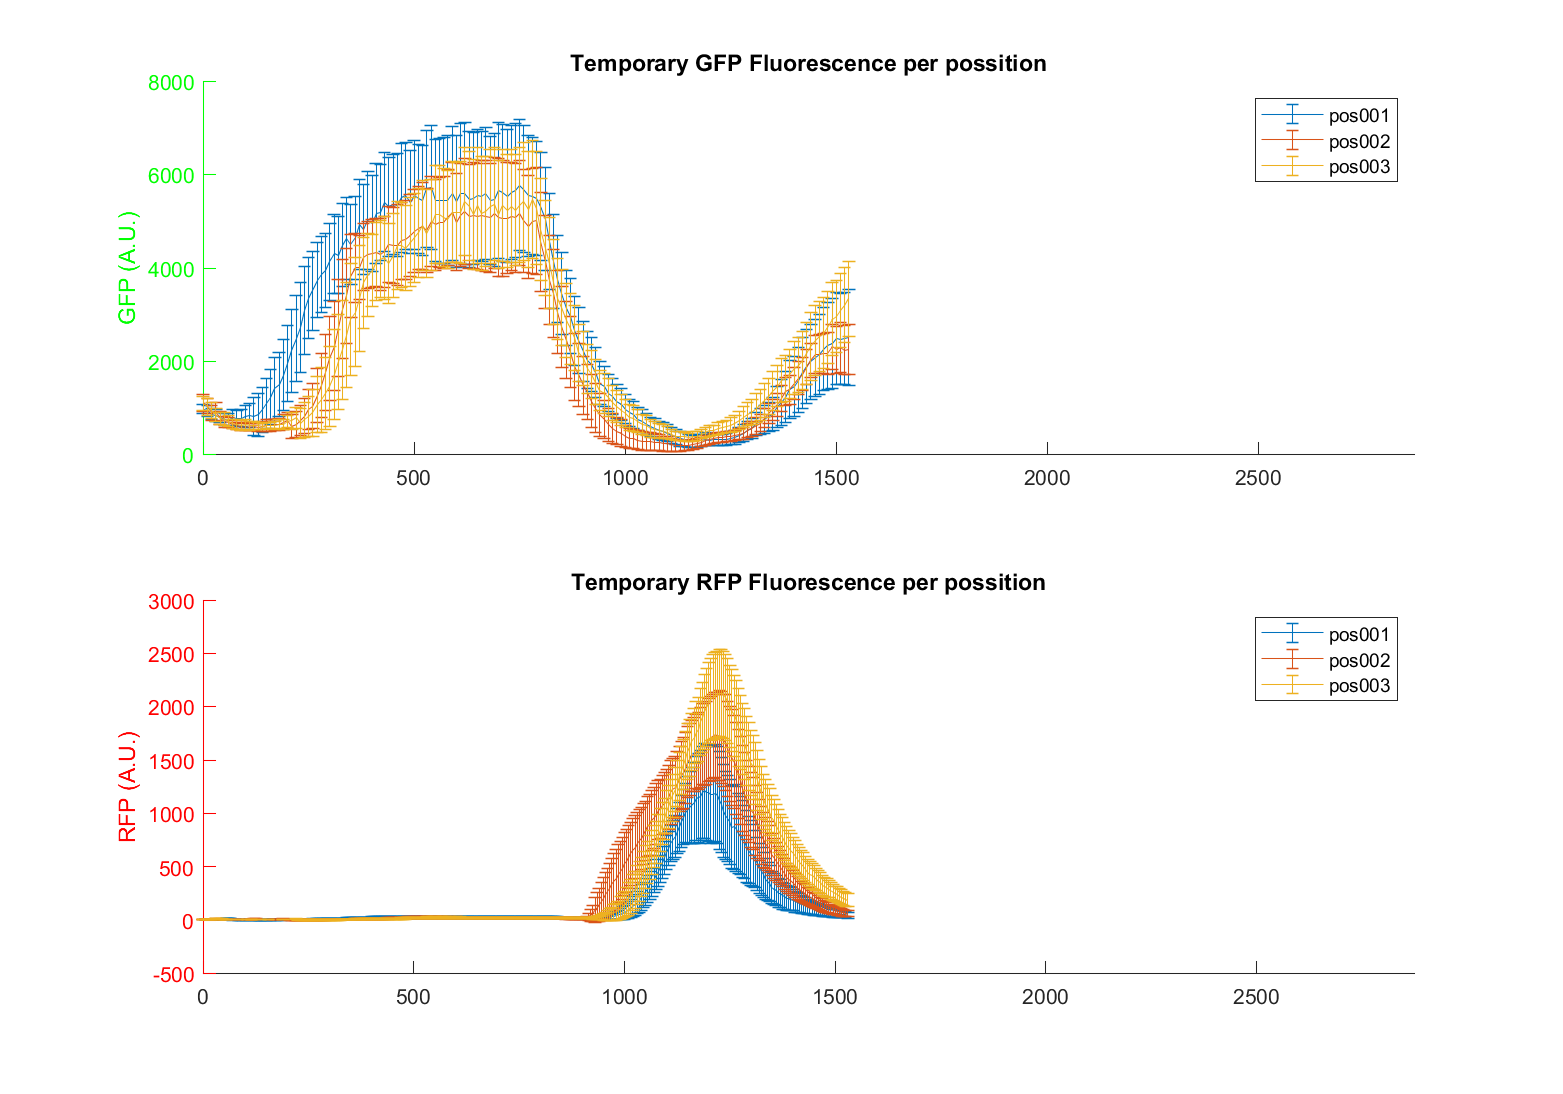 Temporary GFP Fluorescence per possition
8000
6000
4000
2000
0
GFP (A.U.)
0 500 1000 1500 2000 2500
pos001
pos002
pos003
Temporary RFP Fluorescence per possition
3000
2500
2000
1500
1000
500
0
-500
RFP (A.U.)
0 500 1000 1500 2000 2500
pos001
pos002
pos003